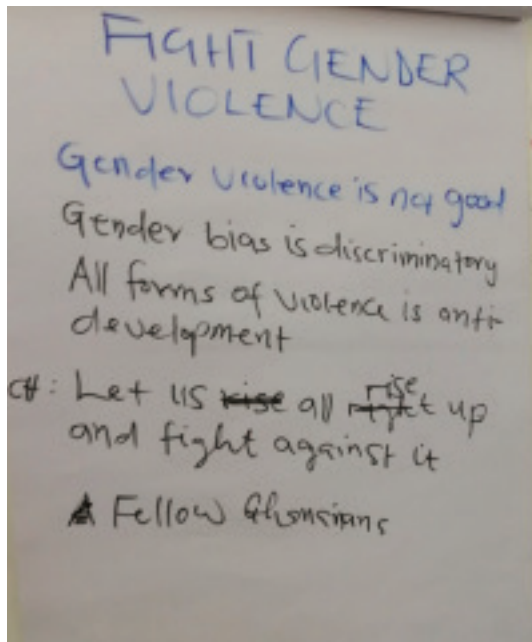 FIGHT GENDER
VIOLENCE
Gender violence is not good
Gender bias is discriminatory
All forms of violence is anti-
development
CH: Let us rise all rise up
and fight against it
Fellow Ghanaians